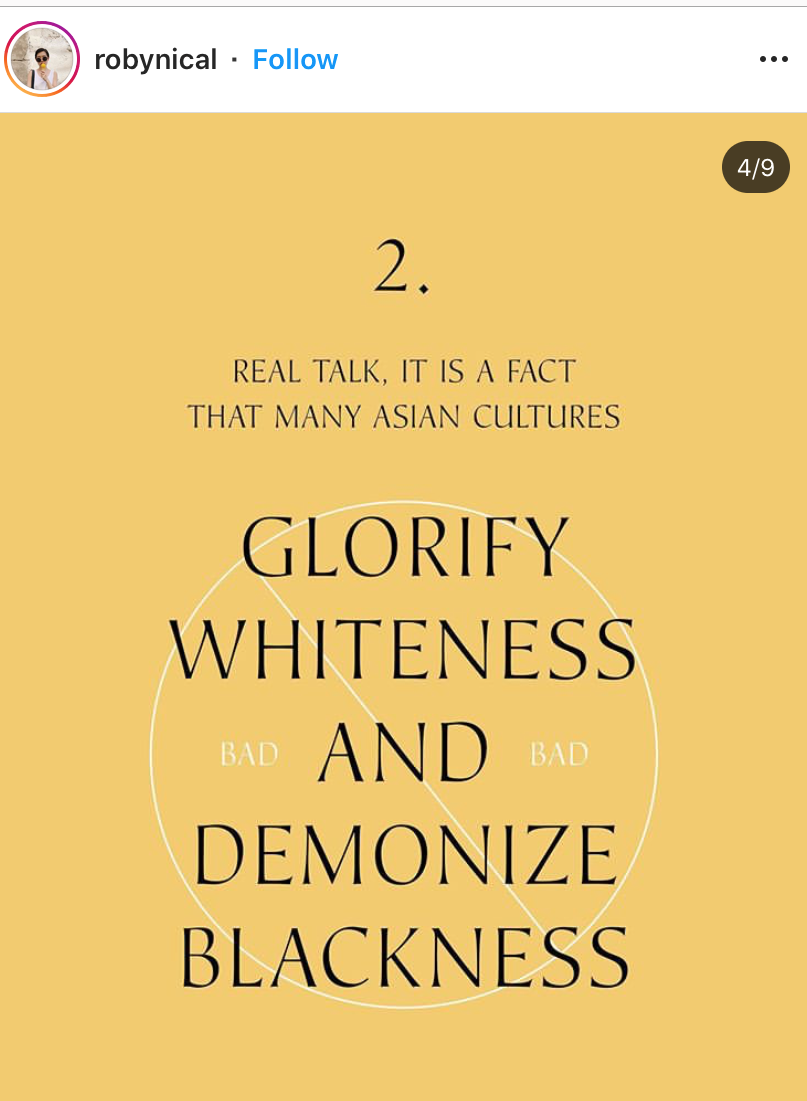 robynical · Follow
4/9
2.
REAL TALK, IT IS A FACT
THAT MANY ASIAN CULTURES
GLORIFY
WHITENESS
BAD AND BAD
DEMONIZE
BLACKNESS